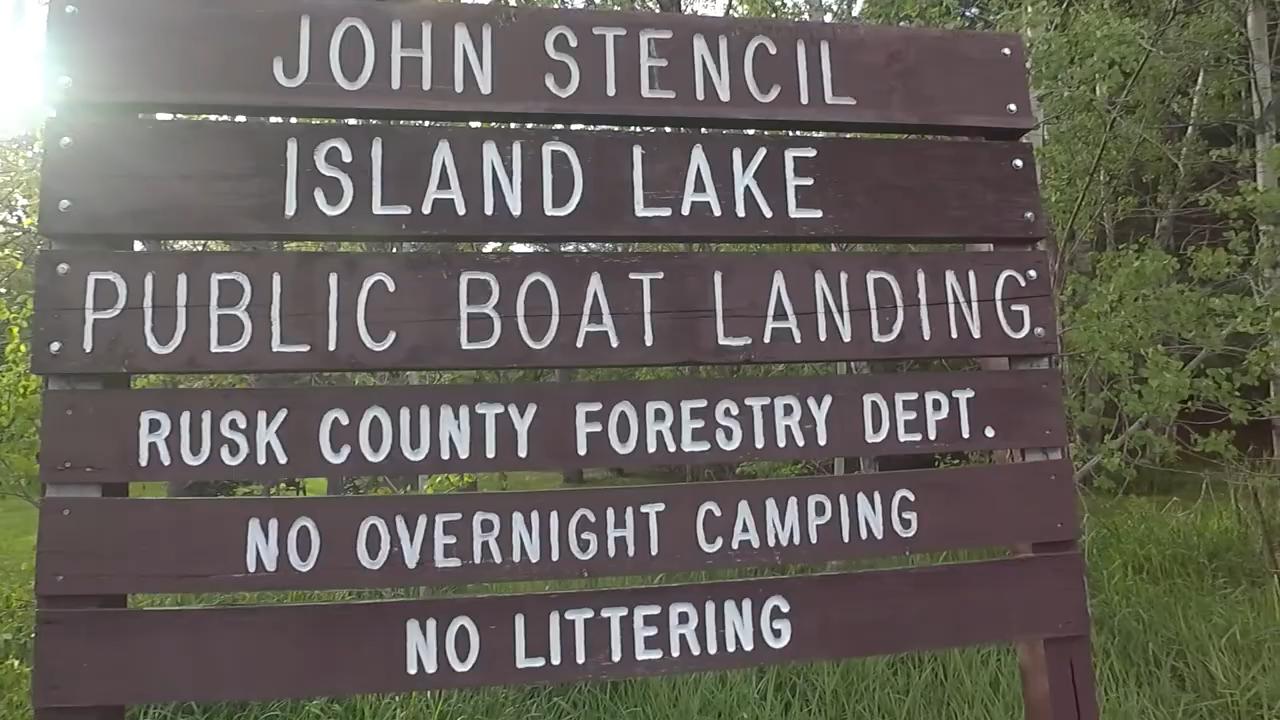 JOHN STENCIL
ISLAND LAKE
PUBLIC BOAT LANDING
RUSK COUNTY FORESTRY DEPT.
NO OVERNIGHT CAMPING
NO LITTERING